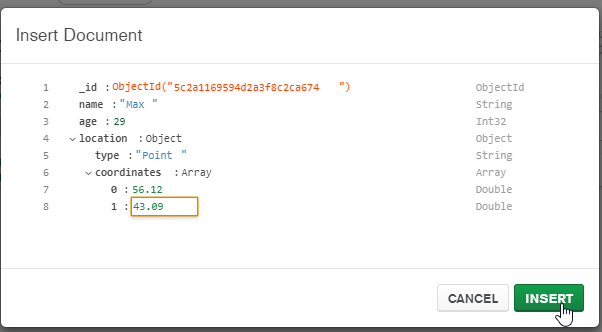 Insert Document
1 _id : ObjectId("5c2a1169594d2a3f8c2ca674 ") ObjectId
2 name : "Max " String
3 age : 29 Int32
4 location : Object Object
5 type : "Point " String
6 coordinates : Array Array
7 0 : 56.12 Double
8 1 : 43.09 Double
CANCEL INSERT